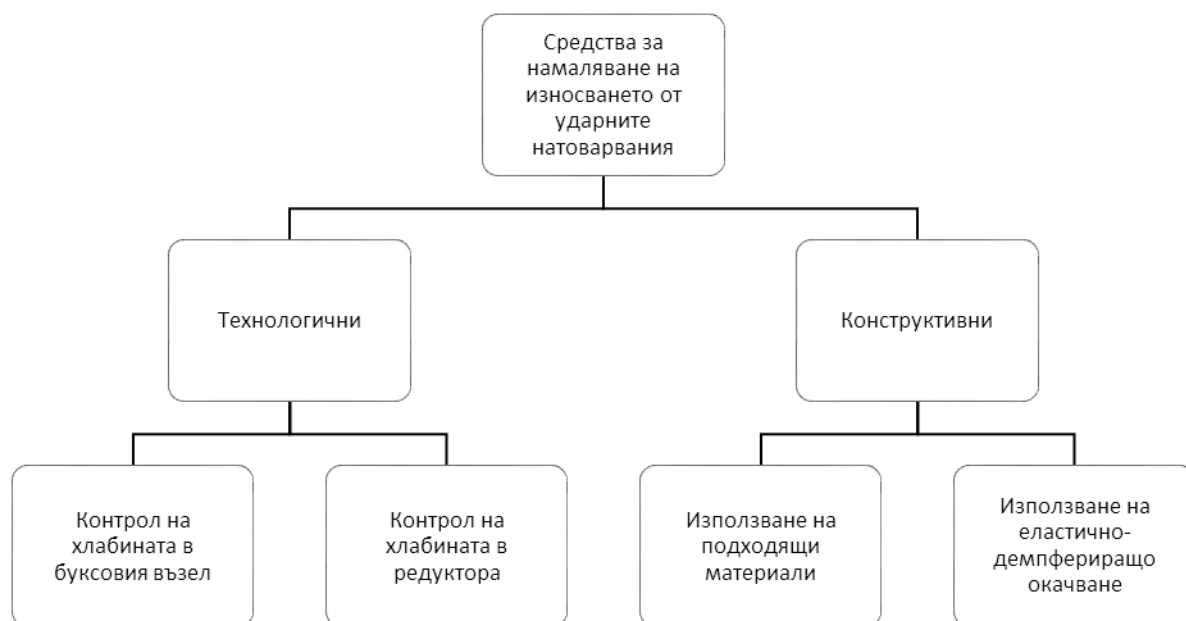 Средства за
намаляване на
износването от
ударните
натоварвания
Технологични
Конструктивни
Контрол на
хлабината в
буксовия възел
Контрол на
хлабината в
редуктора
Използване на
подходящи
материали
Използване на
еластично-
демпфериращо
окачване